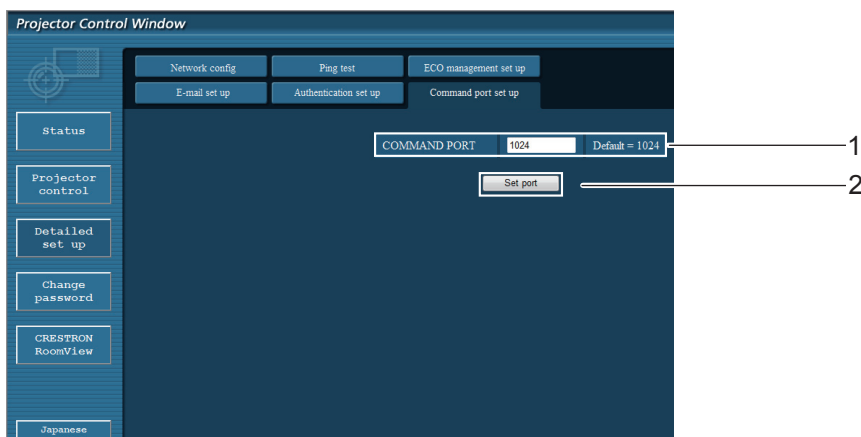 Projector Control Window
Network config
Ping test
ECO management set up
E-mail set up
Authentication set up
Command port set up
Status
Projector
control
Detailed
set up
Change
password
CRESTRON
RoomView
Japanese
COMMAND PORT 1024 Default = 1024
Set port
1
2